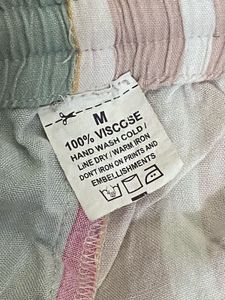 M
100% VISCOSE
HAND WASH COLD /
LINE DRY / WARM IRON
DON'T IRON ON PRINTS AND
EMBELLISHMENTS